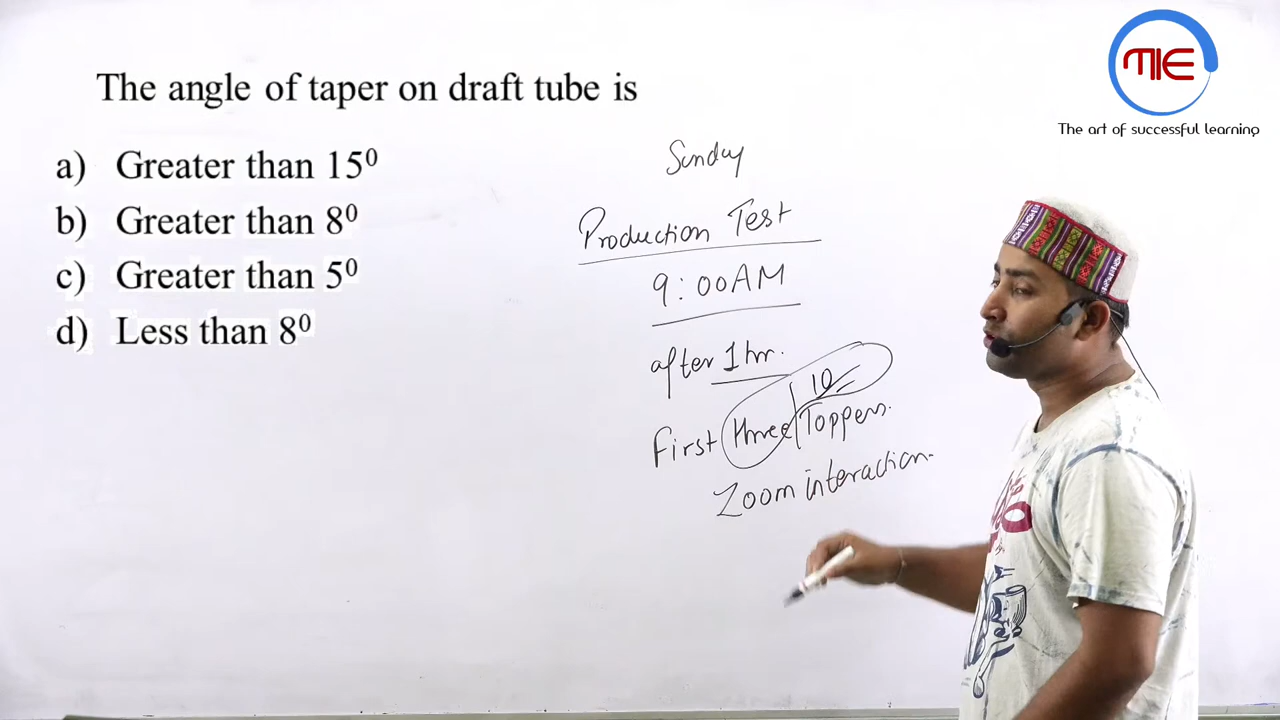 The angle of taper on draft tube is
a) Greater than 15⁰
b) Greater than 8⁰
c) Greater than 5⁰
d) Less than 8⁰
MIE
The art of successful learning
Sunday
Production Test
9:00AM
after 1 hr.
10
First three Toppers.
Zoom interaction.